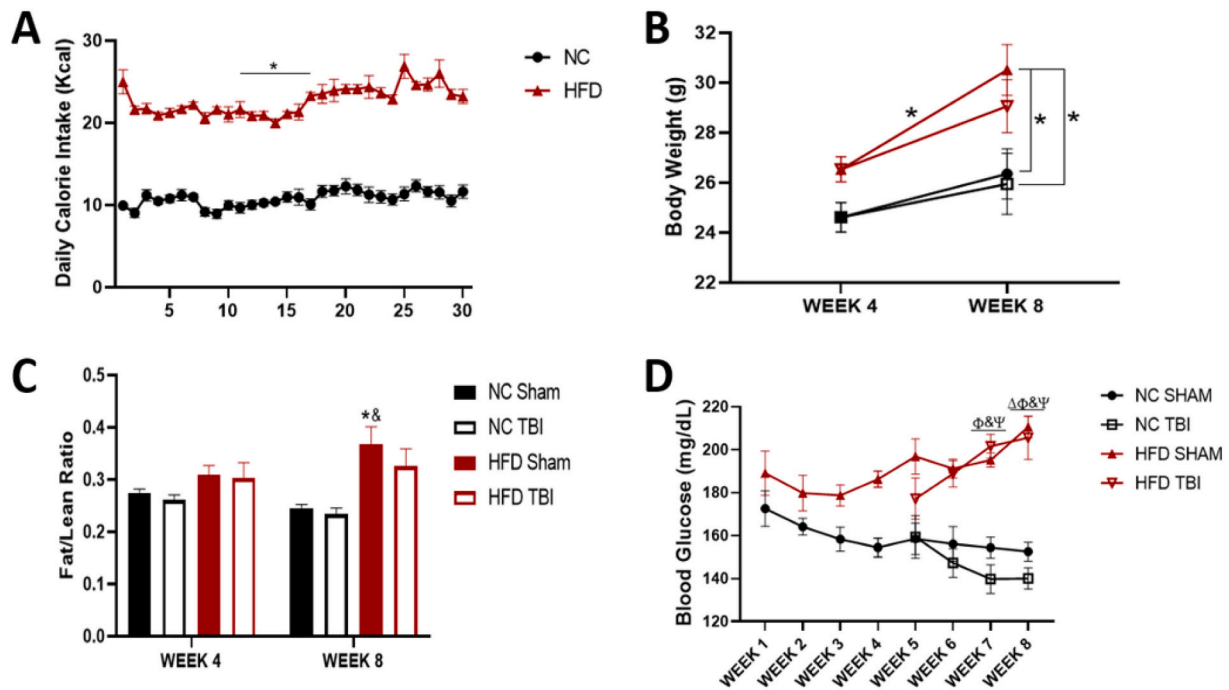 A
Daily Calorie Intake (Kcal)
30
20
10
0
*
5 10 15 20 25 30
NC
HFD
B
Body Weight (g)
32
30
28
26
24
22
*
*
*
WEEK 4 WEEK 8
C
Fat/Lean Ratio
0.5
0.4
0.3
0.2
0.1
0.0
*&
WEEK 4 WEEK 8
NC Sham
NC TBI
HFD Sham
HFD TBI
D
Blood Glucose (mg/dL)
220
200
180
160
140
120
Φ&Ψ
ΔΦ&Ψ
WEEK 1
WEEK 2
WEEK 3
WEEK 4
WEEK 5
WEEK 6
WEEK 7
WEEK 8
NC SHAM
NC TBI
HFD SHAM
HFD TBI